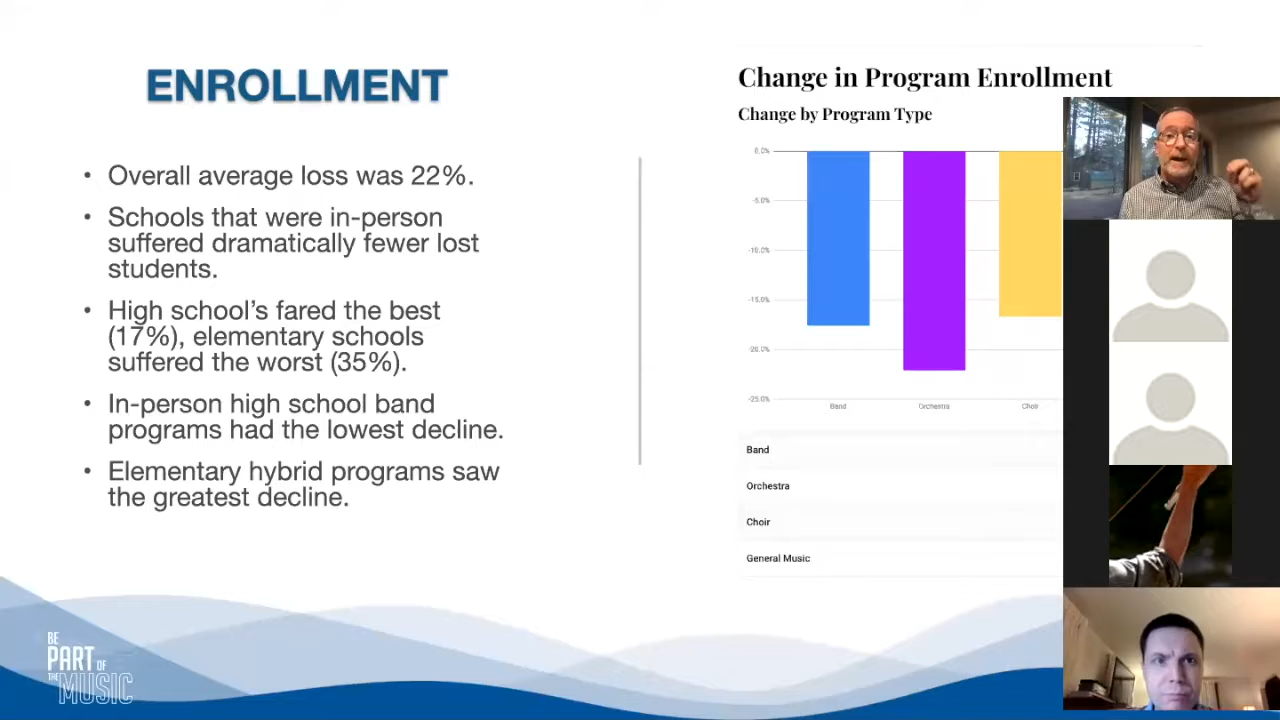 ENROLLMENT
• Overall average loss was 22%.
• Schools that were in-person
suffered dramatically fewer lost
students.
• High school’s fared the best
(17%), elementary schools
suffered the worst (35%).
• In-person high school band
programs had the lowest decline.
• Elementary hybrid programs saw
the greatest decline.
Change in Program Enrollment
Change by Program Type
0.0%
-5.0%
-10.0%
-15.0%
-20.0%
-25.0%
Band Orchestra Choir
Band
Orchestra
Choir
General Music
BE
PART OF
THE MUSIC